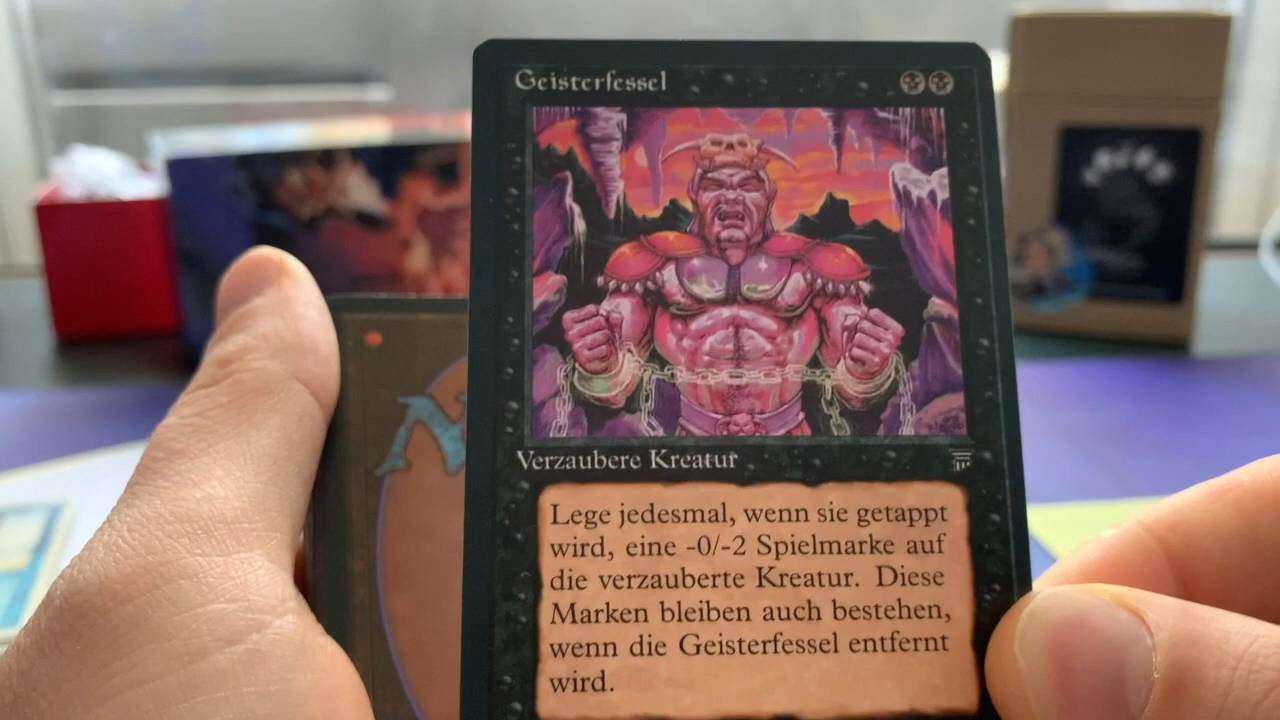 Geisterfessel
Verzaubere Kreatur
Lege jedesmal, wenn sie getappt
wird, eine -0/-2 Spielmarke auf
die verzauberte Kreatur. Diese
Marken bleiben auch bestehen,
wenn die Geisterfessel entfernt
wird.